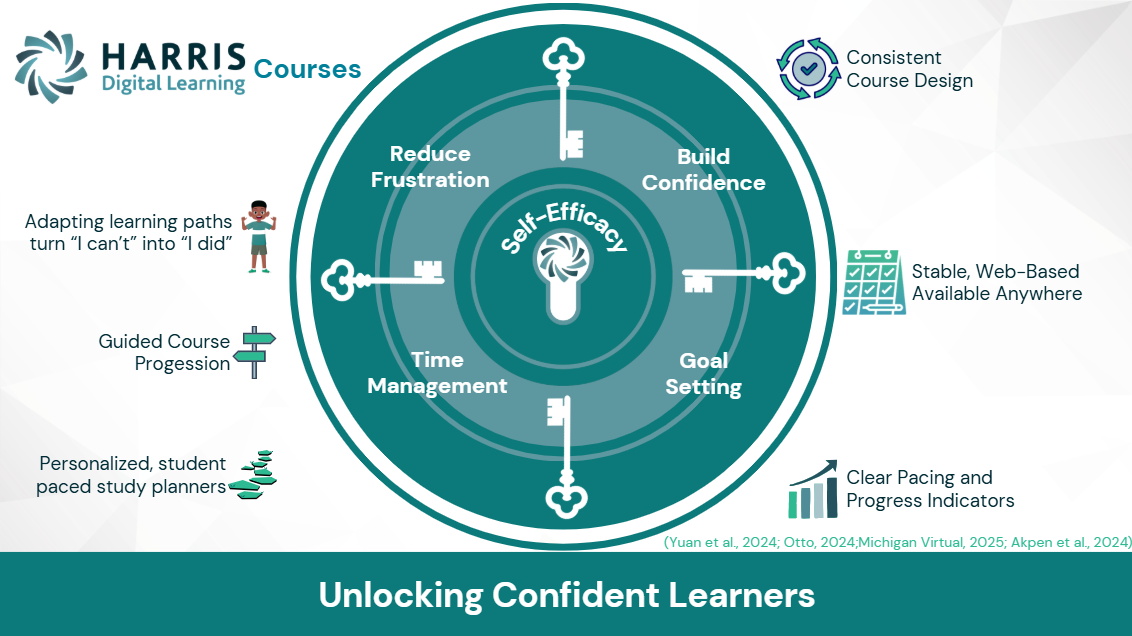 HARRIS
Digital Learning
Courses
Consistent
Course Design
Reduce
Frustration
Build
Confidence
Self-Efficacy
Adapting learning paths
turn “I can’t” into “I did”
Stable, Web-Based
Available Anywhere
Guided Course
Progession
Time
Management
Goal
Setting
Personalized, student
paced study planners
Clear Pacing and
Progress Indicators
(Yuan et al., 2024; Otto, 2024;Michigan Virtual, 2025; Akpen et al., 2024)
Unlocking Confident Learners